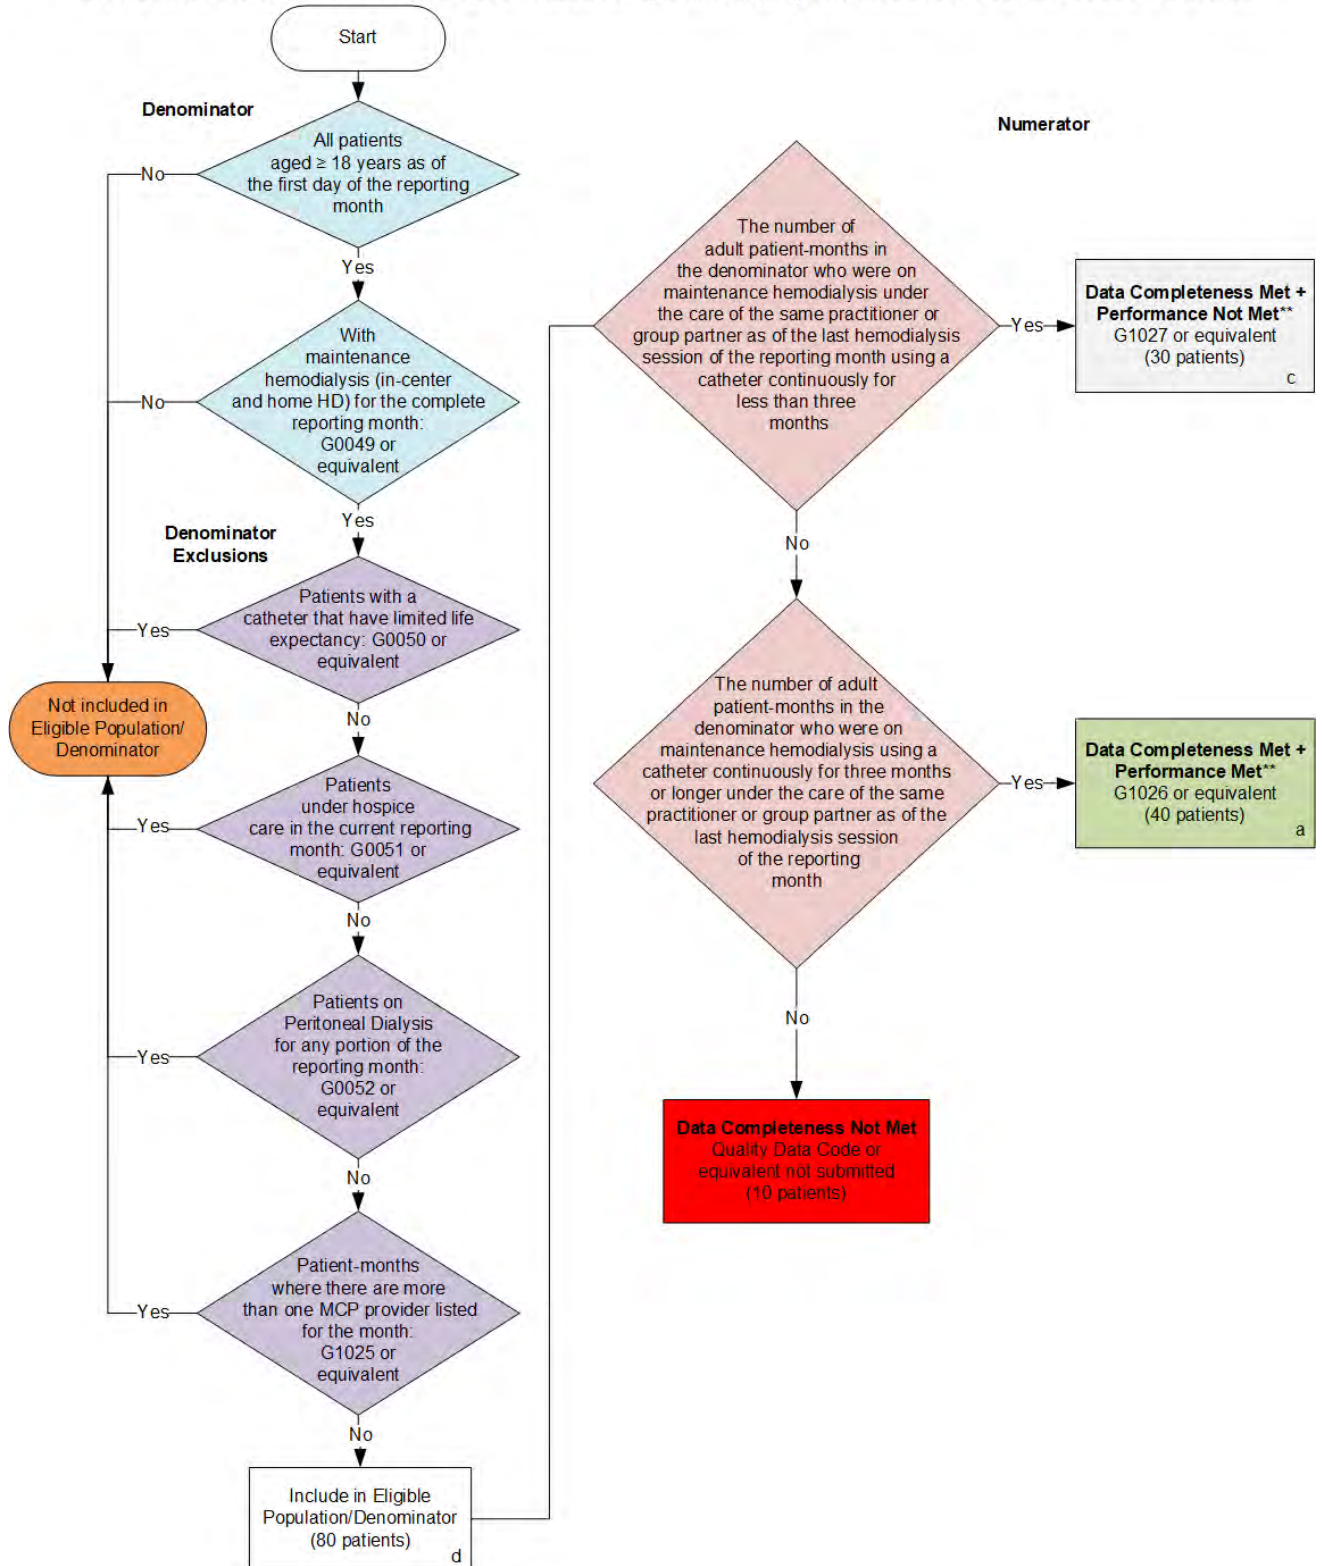 Start
Denominator
All patients
aged ≥ 18 years as of
the first day of the reporting
month
No
Yes
With
maintenance
hemodialysis (in-center
and home HD) for the complete
reporting month:
G0049 or
equivalent
No
Yes
Denominator
Exclusions
Patients with a
catheter that have limited life
expectancy: G0050 or
equivalent
Yes
No
Not included in
Eligible Population/
Denominator
Patients
under hospice
care in the current reporting
month: G0051 or
equivalent
Yes
No
Patients on
Peritoneal Dialysis
for any portion of the
reporting month:
G0052 or
equivalent
Yes
No
Patient-months
where there are more
than one MCP provider listed
for the month:
G1025 or
equivalent
Yes
No
Include in Eligible
Population/Denominator
(80 patients)
d
Numerator
The number of
adult patient-months in
the denominator who were on
maintenance hemodialysis under
the care of the same practitioner or
group partner as of the last hemodialysis
session of the reporting month using a
catheter continuously for
less than three
months
Yes
Data Completeness Met +
Performance Not Met**
G1027 or equivalent
(30 patients)
c
No
The number of adult
patient-months in the
denominator who were on
maintenance hemodialysis using a
catheter continuously for three months
or longer under the care of the same
practitioner or group partner as of the
last hemodialysis session
of the reporting
month
Yes
Data Completeness Met +
Performance Met**
G1026 or equivalent
(40 patients)
a
No
Data Completeness Not Met
Quality Data Code or
equivalent not submitted
(10 patients)